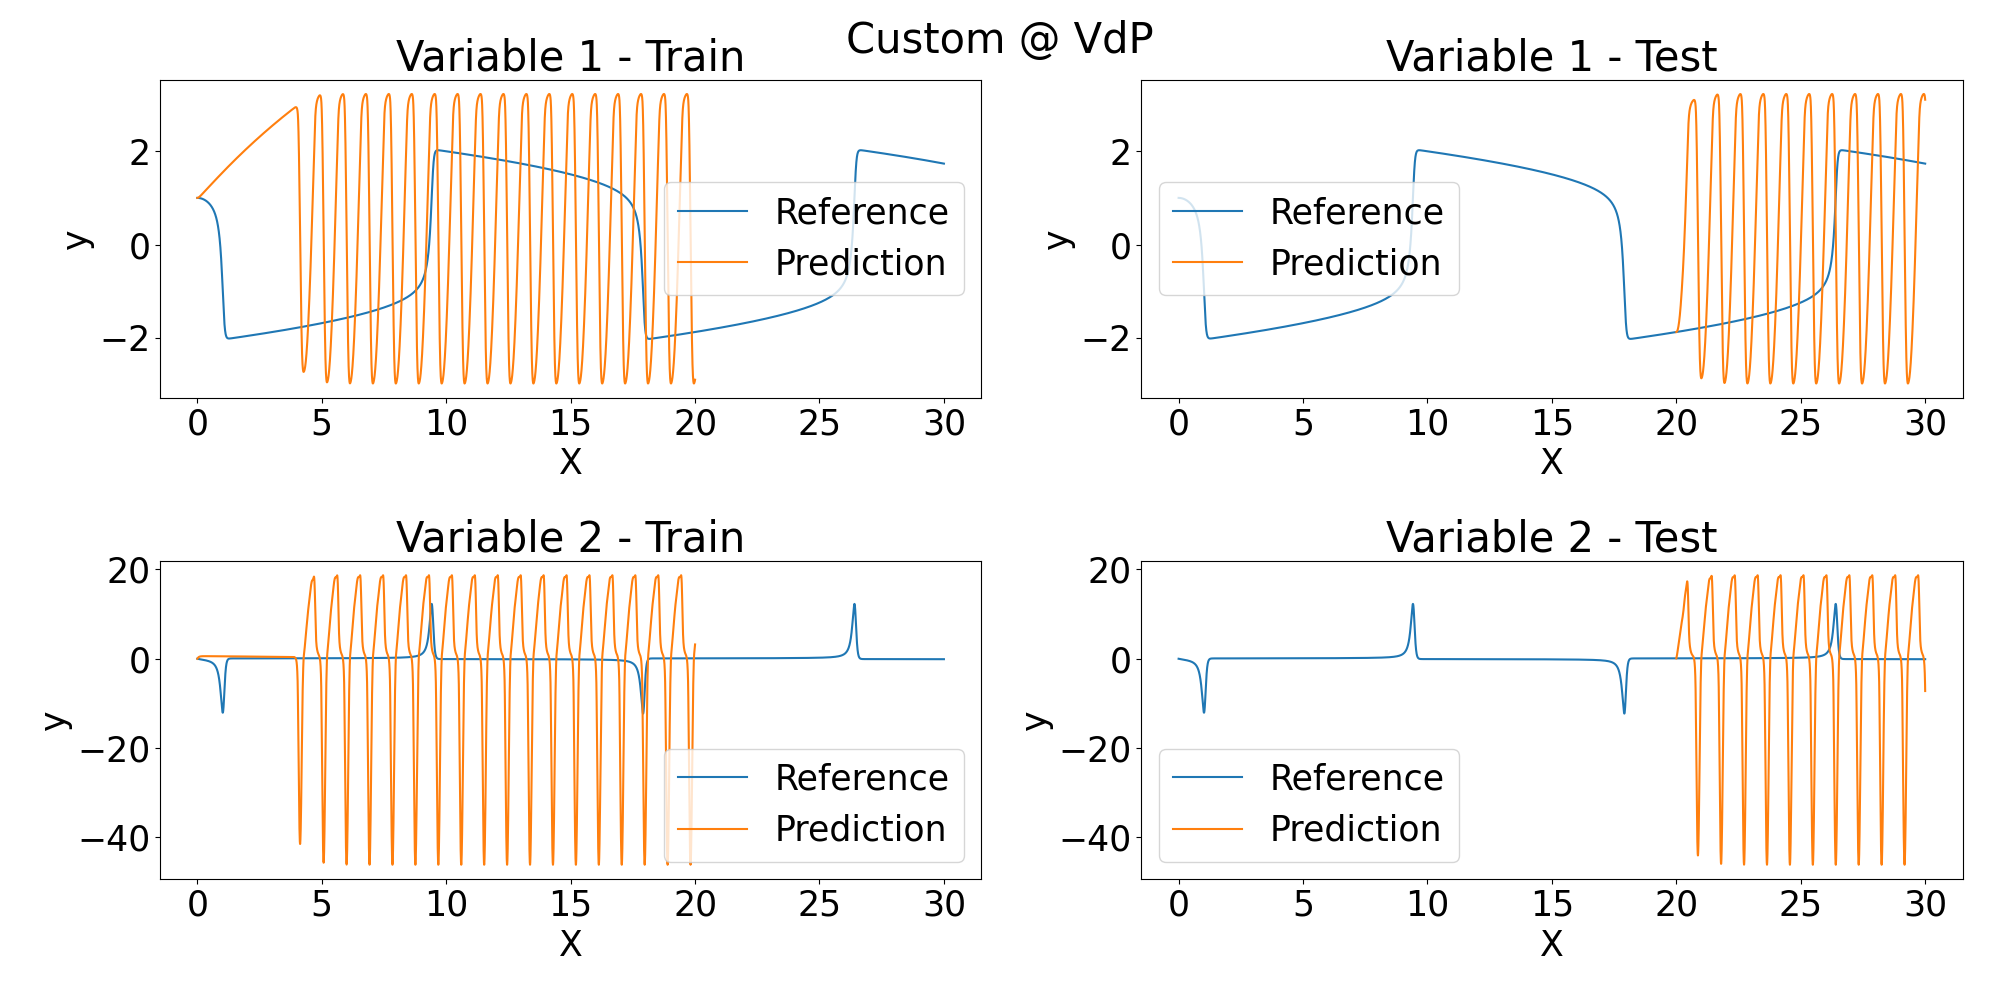 Custom @ VdP
Variable 1 - Train
y
2
0
−2
0 5 10 15 20 25 30
X
Reference
Prediction
Variable 1 - Test
y
2
0
−2
0 5 10 15 20 25 30
X
Reference
Prediction
Variable 2 - Train
y
20
0
−20
−40
0 5 10 15 20 25 30
X
Reference
Prediction
Variable 2 - Test
y
20
0
−20
−40
0 5 10 15 20 25 30
X
Reference
Prediction